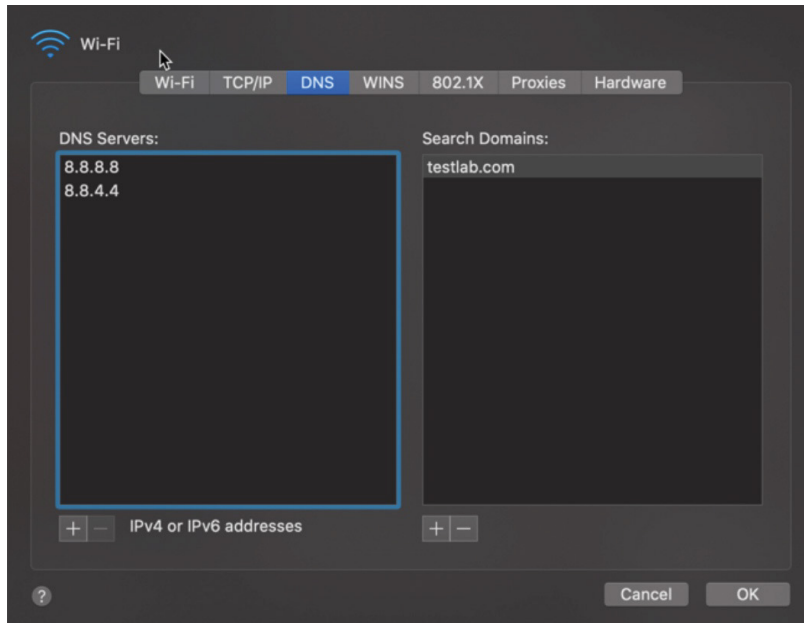 Wi-Fi
Wi-Fi TCP/IP DNS WINS 802.1X Proxies Hardware
DNS Servers:
8.8.8.8
8.8.4.4
Search Domains:
testlab.com
+ − IPv4 or IPv6 addresses
+ −
? Cancel OK